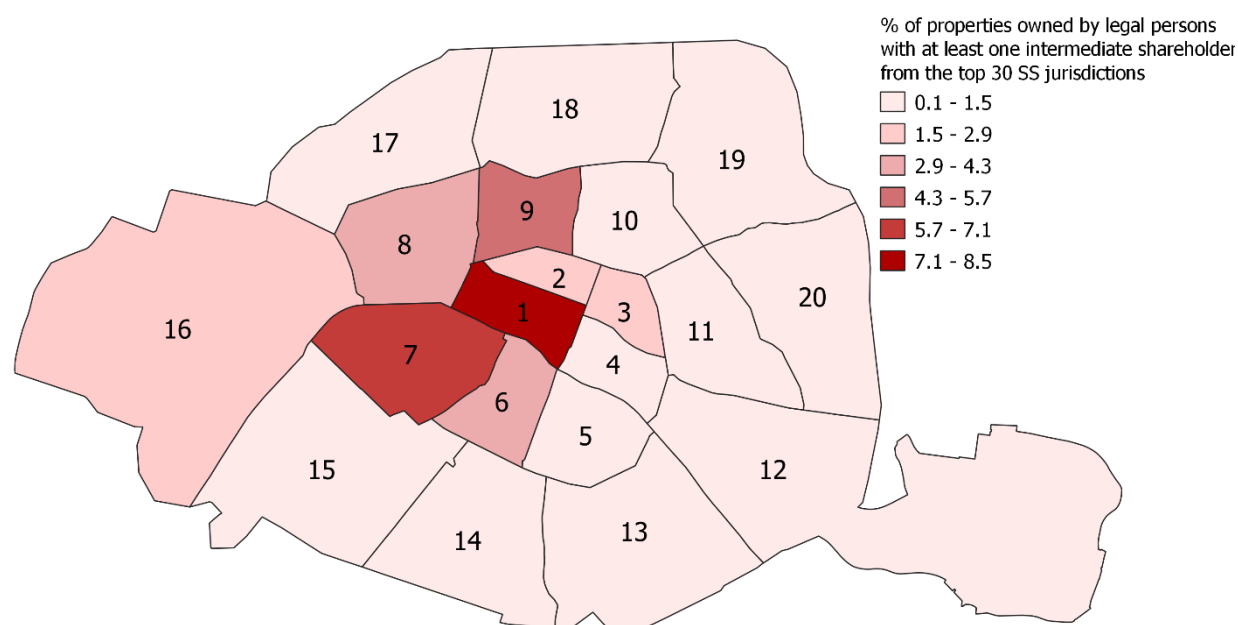 % of properties owned by legal persons
with at least one intermediate shareholder
from the top 30 SS jurisdictions
0.1 - 1.5
1.5 - 2.9
2.9 - 4.3
4.3 - 5.7
5.7 - 7.1
7.1 - 8.5
18
17
19
9
10
8
2
20
1
3
16
11
7
4
6
5
15
12
13
14